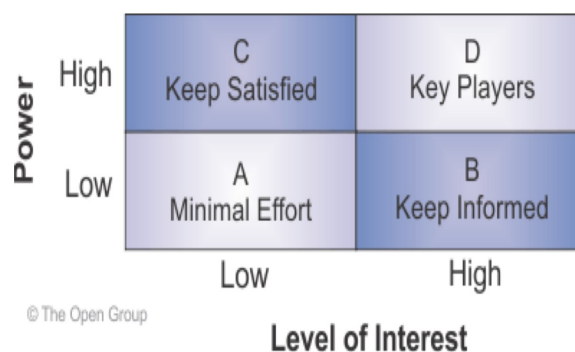 Power
High
C
Keep Satisfied
D
Key Players
Low
A
Minimal Effort
B
Keep Informed
Low
High
© The Open Group
Level of Interest